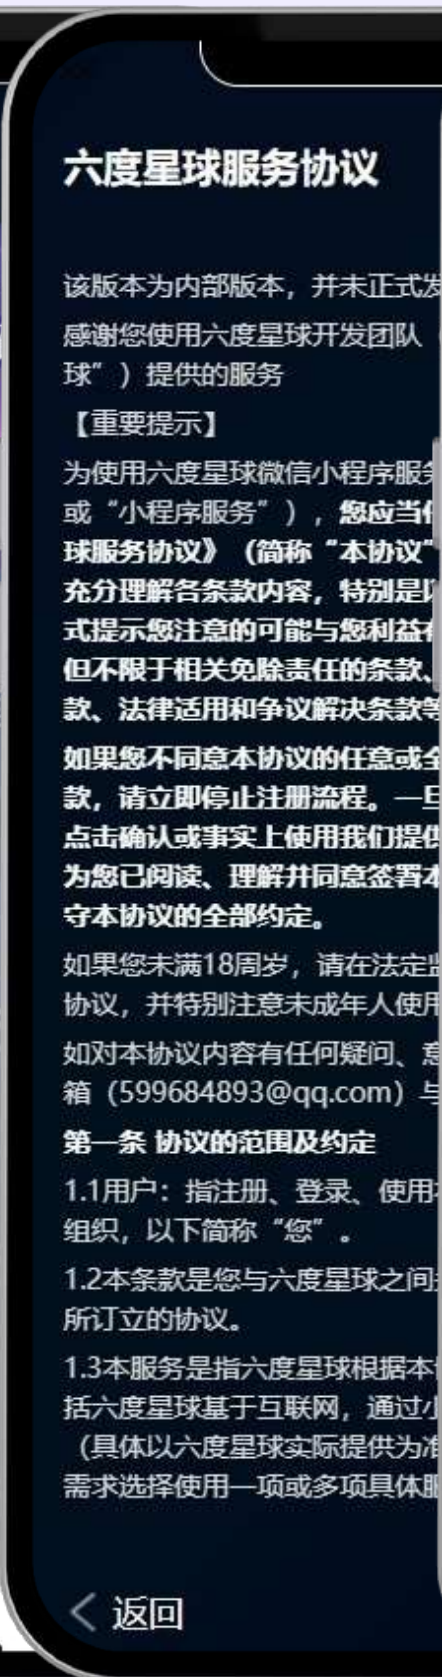 六度星球服务协议
该版本为内部版本，并未正式发
感谢您使用六度星球开发团队（
球”）提供的服务
【重要提示】
为使用六度星球微信小程序服务
或“小程序服务”），您应当
球服务协议》（简称“本协议”
充分理解各条款内容，特别是以
式提示您注意的可能与您利益有
但不限于相关免除责任的条款、
款、法律适用和争议解决条款等
如果您不同意本协议的任意或全
款，请立即停止注册流程。一旦
点击确认或事实上使用我们提供
为您已阅读、理解并同意签署本
守本协议的全部约定。
如果您未满18周岁，请在法定监
协议，并特别注意未成年人使用
如对本协议内容有任何疑问、意
箱（599684893@qq.com）与
第一条 协议的范围及约定
1.1用户：指注册、登录、使用
组织，以下简称“您”。
1.2本条款是您与六度星球之间
所订立的协议。
1.3本服务是指六度星球根据本
括六度星球基于互联网，通过小
（具体以六度星球实际提供为准
需求选择使用一项或多项具体服
返回